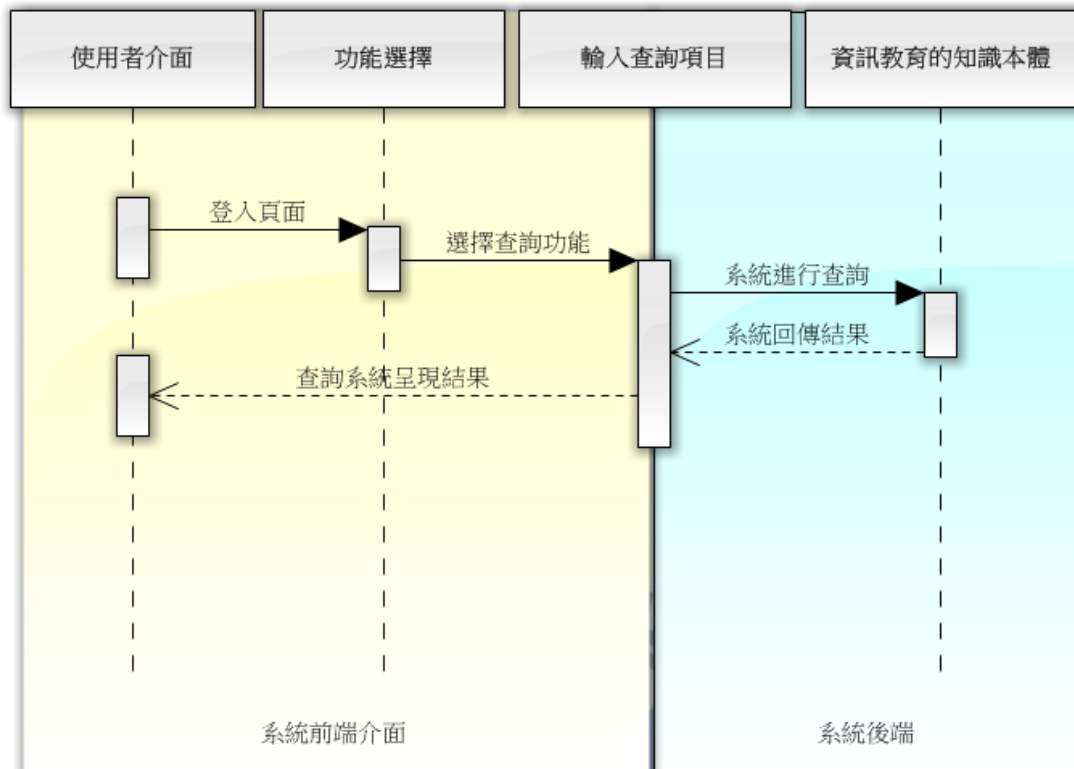 使用者介面
功能選擇
輸入查詢項目
資訊教育的知識本體
登入頁面
選擇查詢功能
系統進行查詢
系統回傳結果
查詢系統呈現結果
系統前端介面
系統後端